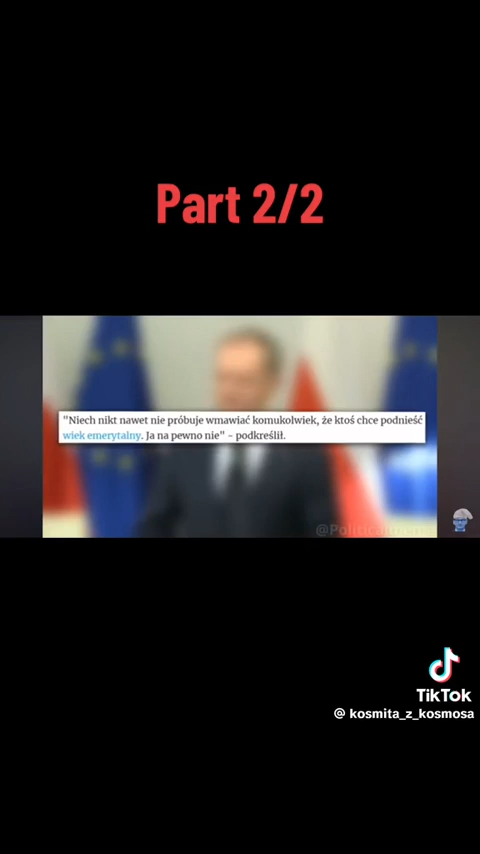 Part 2/2
"Niech nikt nawet nie próbuje wmawiać komukolwiek, że ktoś chce podnieść
wiek emerytalny. Ja na pewno nie" - podkreślił.
TikTok
@ kosmita_z_kosmosa